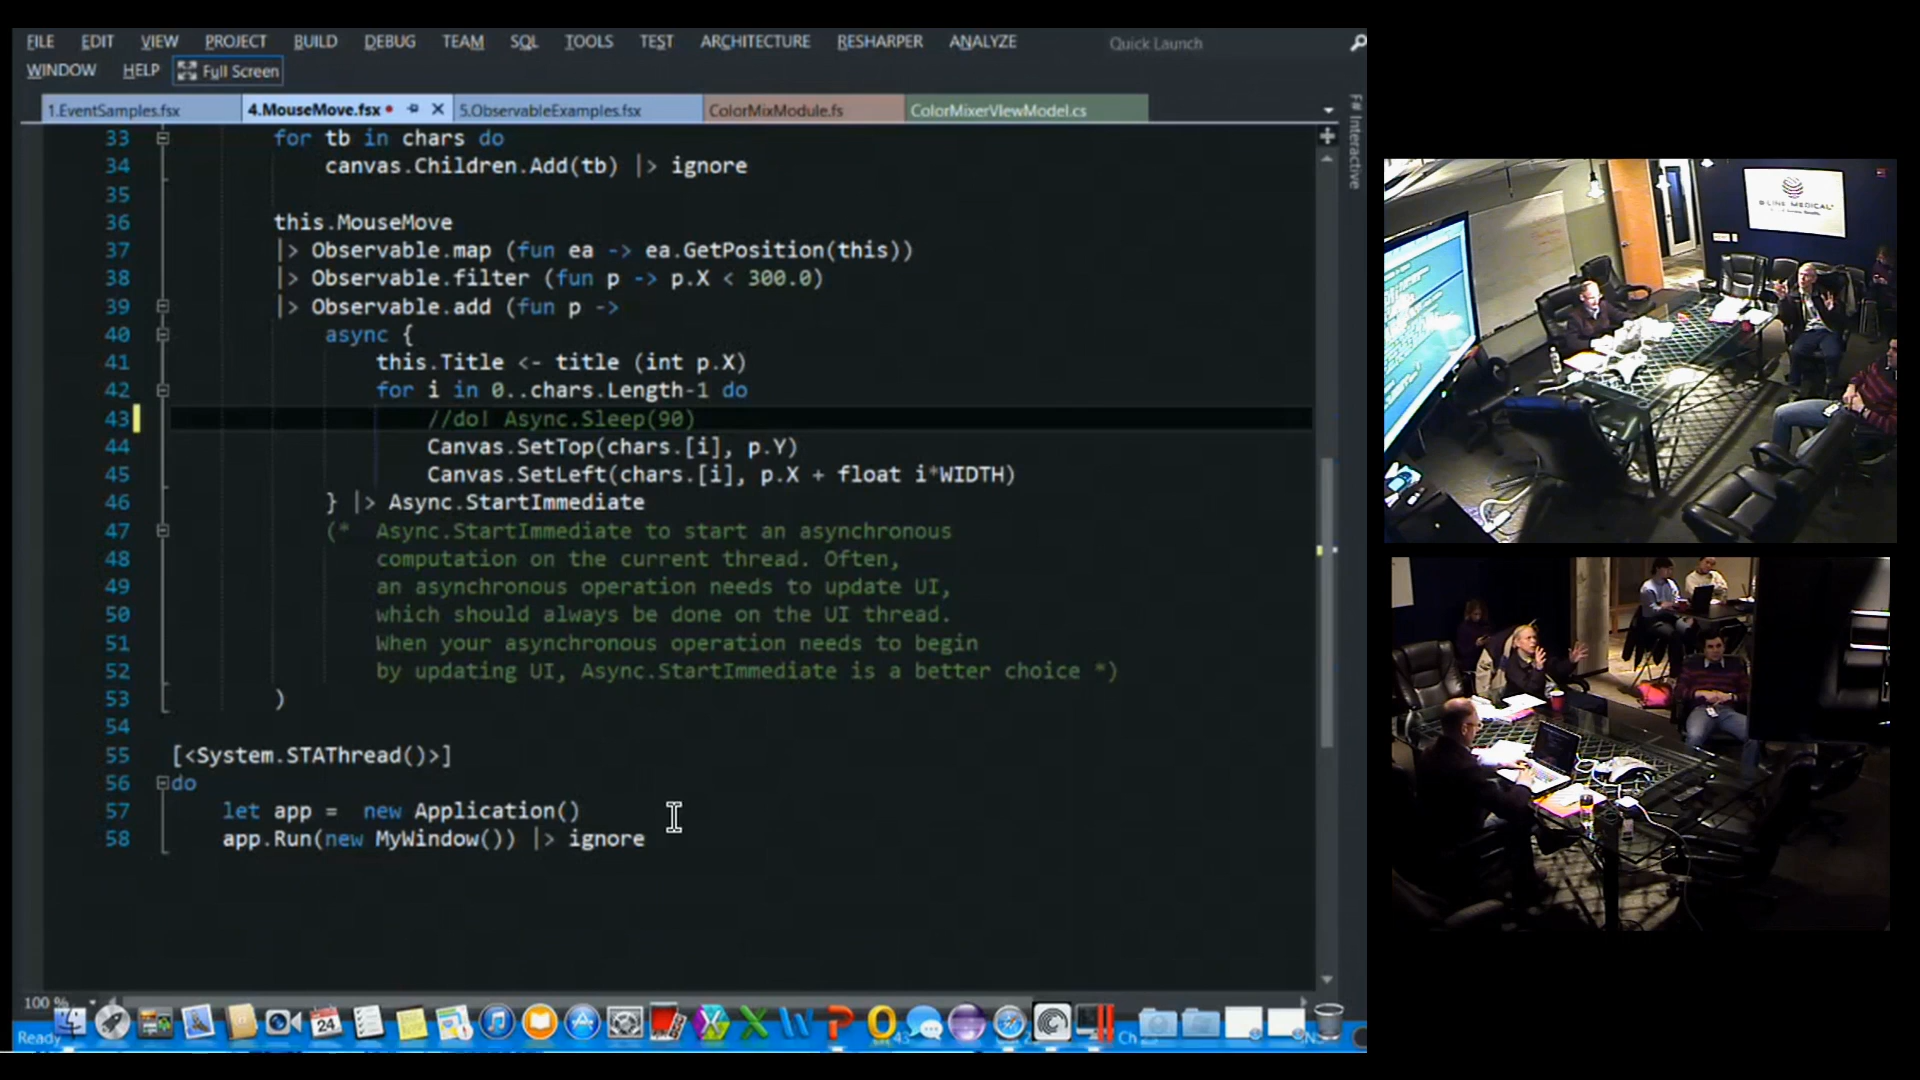 FILE EDIT VIEW PROJECT BUILD DEBUG TEAM SQL TOOLS TEST ARCHITECTURE RESHARPER ANALYZE Quick Launch
WINDOW HELP Full Screen
1.EventSamples.fsx 4.MouseMove.fsx 5.ObservableExamples.fsx ColorMixModule.fs ColorMixerVIewModel.cs
F# Interactive
33 for tb in chars do
34 canvas.Children.Add(tb) |> ignore
35
36 this.MouseMove
37 |> Observable.map (fun ea -> ea.GetPosition(this))
38 |> Observable.filter (fun p -> p.X < 300.0)
39 |> Observable.add (fun p ->
40 async {
41 this.Title <- title (int p.X)
42 for i in 0..chars.Length-1 do
43 //do! Async.Sleep(90)
44 Canvas.SetTop(chars.[i], p.Y)
45 Canvas.SetLeft(chars.[i], p.X + float i*WIDTH)
46 } |> Async.StartImmediate
47 (* Async.StartImmediate to start an asynchronous
48 computation on the current thread. Often,
49 an asynchronous operation needs to update UI,
50 which should always be done on the UI thread.
51 When your asynchronous operation needs to begin
52 by updating UI, Async.StartImmediate is a better choice *)
53 )
54
55 [<System.STAThread()>]
56 do
57 let app = new Application()
58 app.Run(new MyWindow()) |> ignore
100 %
24
Ready
B-LINE MEDICAL